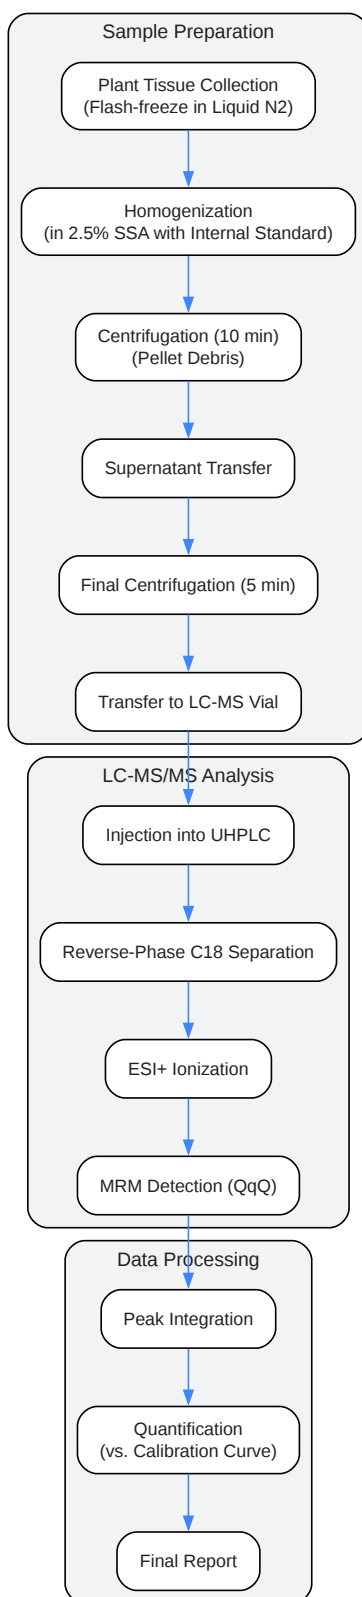 Sample Preparation
Plant Tissue Collection
(Flash-freeze in Liquid N2)
Homogenization
(in 2.5% SSA with Internal Standard)
Centrifugation (10 min)
(Pellet Debris)
Supernatant Transfer
Final Centrifugation (5 min)
Transfer to LC-MS Vial
LC-MS/MS Analysis
Injection into UHPLC
Reverse-Phase C18 Separation
ESI+ Ionization
MRM Detection (QqQ)
Data Processing
Peak Integration
Quantification
(vs. Calibration Curve)
Final Report